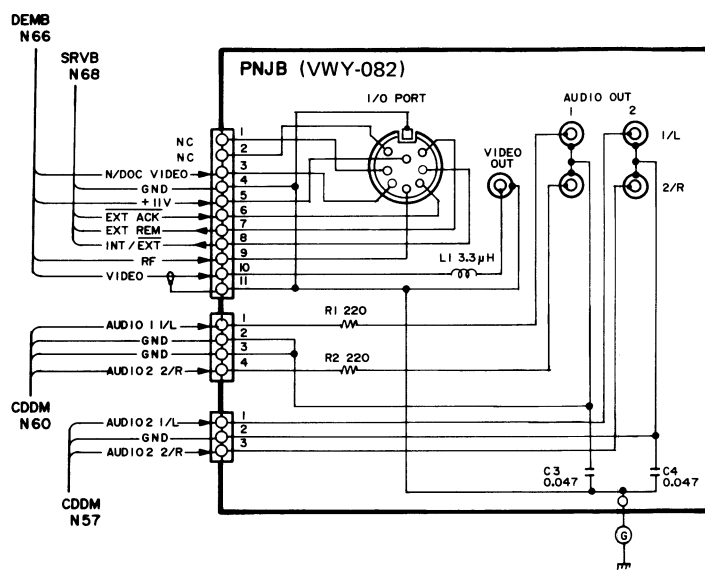 DEMB
N66
SRVB
N68
PNJB (VWY-082)
I/O PORT
AUDIO OUT
1 2
1/L
2/R
VIDEO
OUT
NC 1
NC 2
N/DOC VIDEO 3
GND 4
+11V 5
EXT ACK 6
EXT REM 7
INT/EXT 8
RF 9
VIDEO 10
11
L1 3.3μH
R1 220
R2 220
AUDIO 1 1/L 1
GND 2
GND 3
AUDIO2 2/R 4
CDDM
N60
AUDIO2 1/L 1
GND 2
AUDIO2 2/R 3
CDDM
N57
C3
0.047
C4
0.047
G